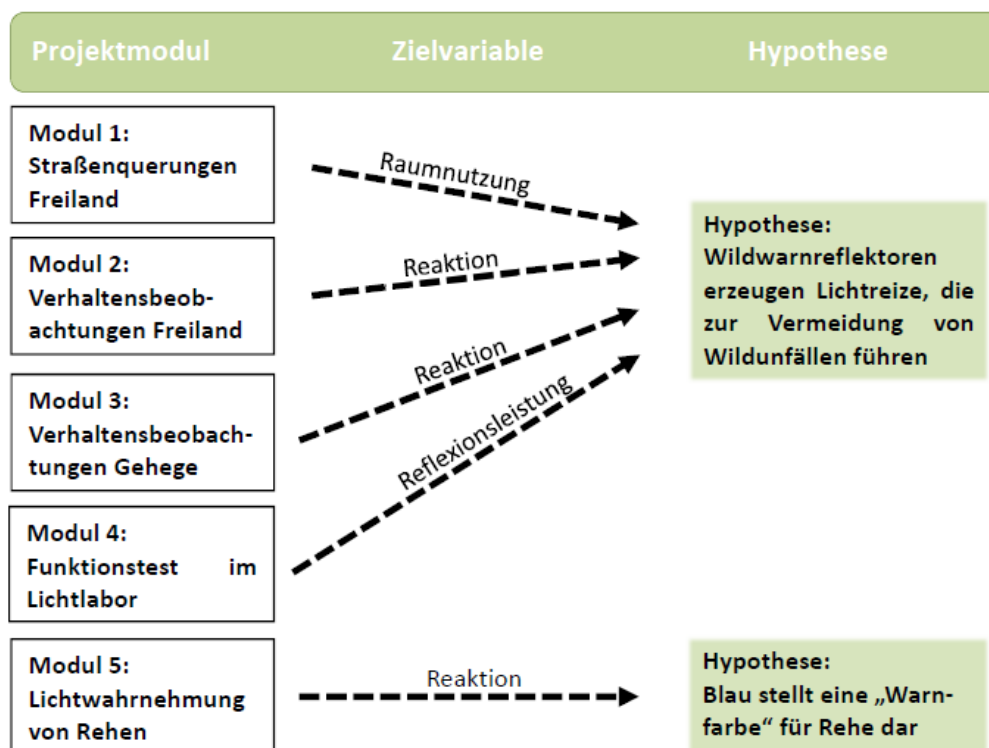 Projektmodul Zielvariable Hypothese
Modul 1:
Straßenquerungen
Freiland
Raumnutzung
Modul 2:
Verhaltensbeob-
achtungen Freiland
Reaktion
Hypothese:
Wildwarnreflektoren
erzeugen Lichtreize, die
zur Vermeidung von
Wildunfällen führen
Modul 3:
Verhaltensbeobach-
tungen Gehege
Reaktion
Modul 4:
Funktionstest im
Lichtlabor
Reflexionsleistung
Modul 5:
Lichtwahrnehmung
von Rehen
Reaktion
Hypothese:
Blau stellt eine „Warn-
farbe“ für Rehe dar